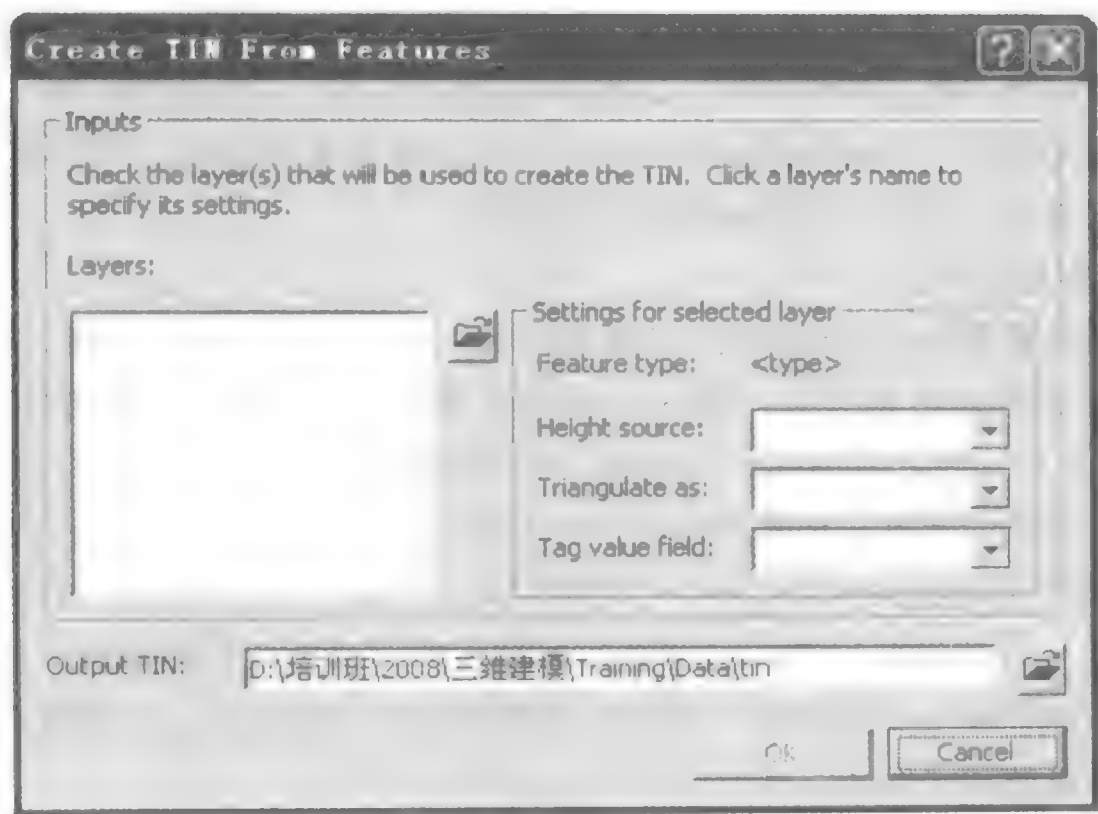 Create TIN From Features
Inputs
Check the layer(s) that will be used to create the TIN. Click a layer's name to
specify its settings.
Layers:
Settings for selected layer
Feature type: <type>
Height source:
Triangulate as:
Tag value field:
Output TIN: D:\培训班\2008\三維建模\Training\Data\tin
OK Cancel